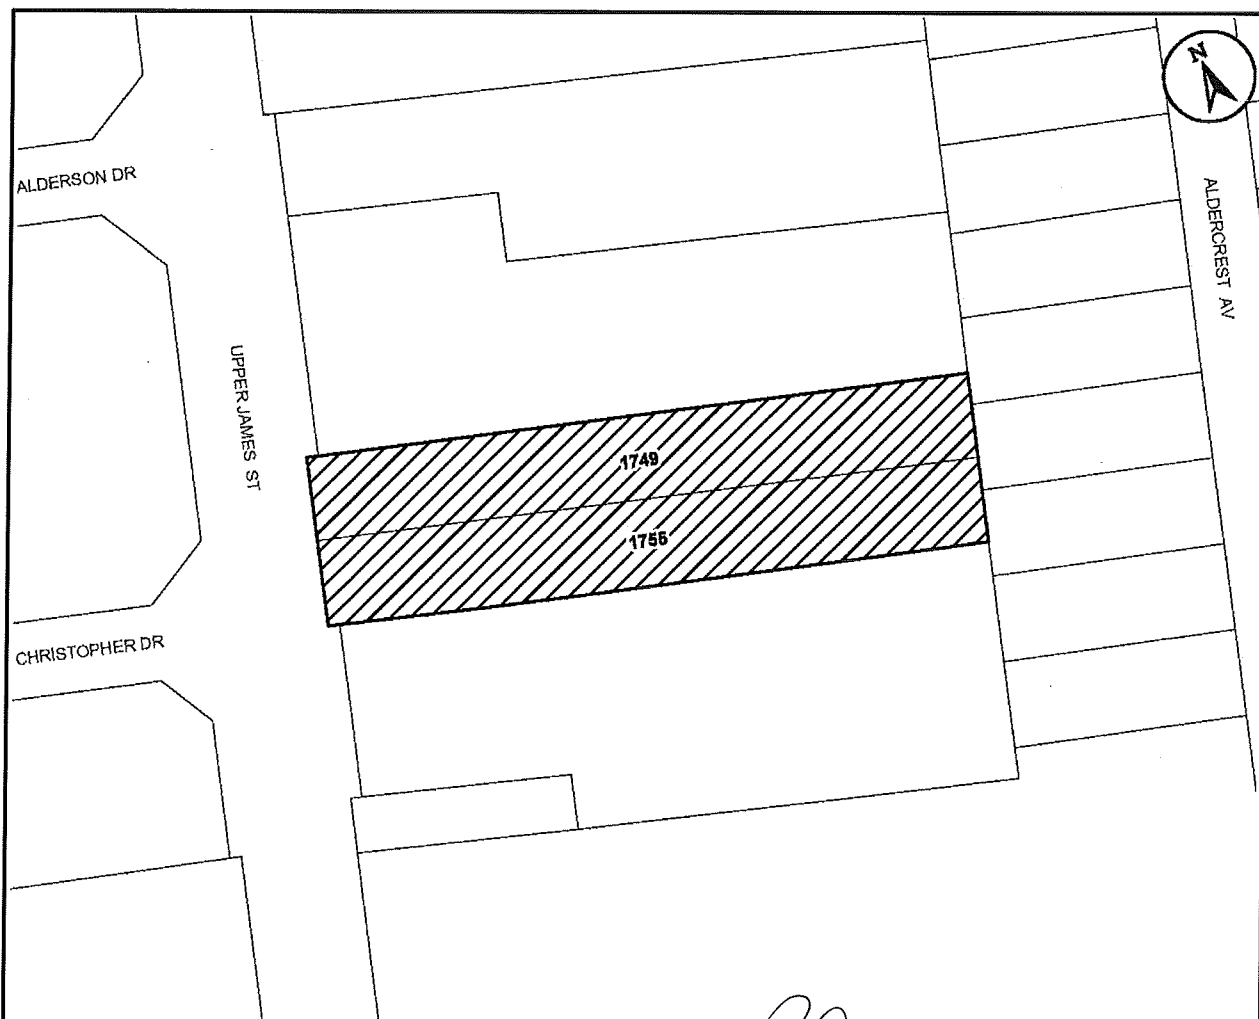 N
ALDERSON DR
ALDERCREST AV
UPPER JAMES ST
1749
1755
CHRISTOPHER DR